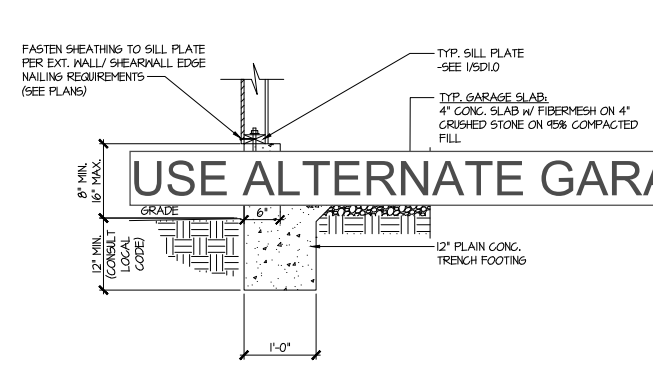 FASTEN SHEATHING TO SILL PLATE
PER EXT. WALL/ SHEARWALL EDGE
NAILING REQUIREMENTS
(SEE PLANS)
TYP. SILL PLATE
-SEE 1/SD1.0
TYP. GARAGE SLAB:
4" CONC. SLAB W/ FIBERMESH ON 4"
CRUSHED STONE ON 95% COMPACTED
FILL
8" MIN.
16" MAX.
USE ALTERNATE GARA
GRADE
6"
12" MIN.
(CONSULT
LOCAL
CODE)
12" PLAIN CONC.
TRENCH FOOTING
1'-0"